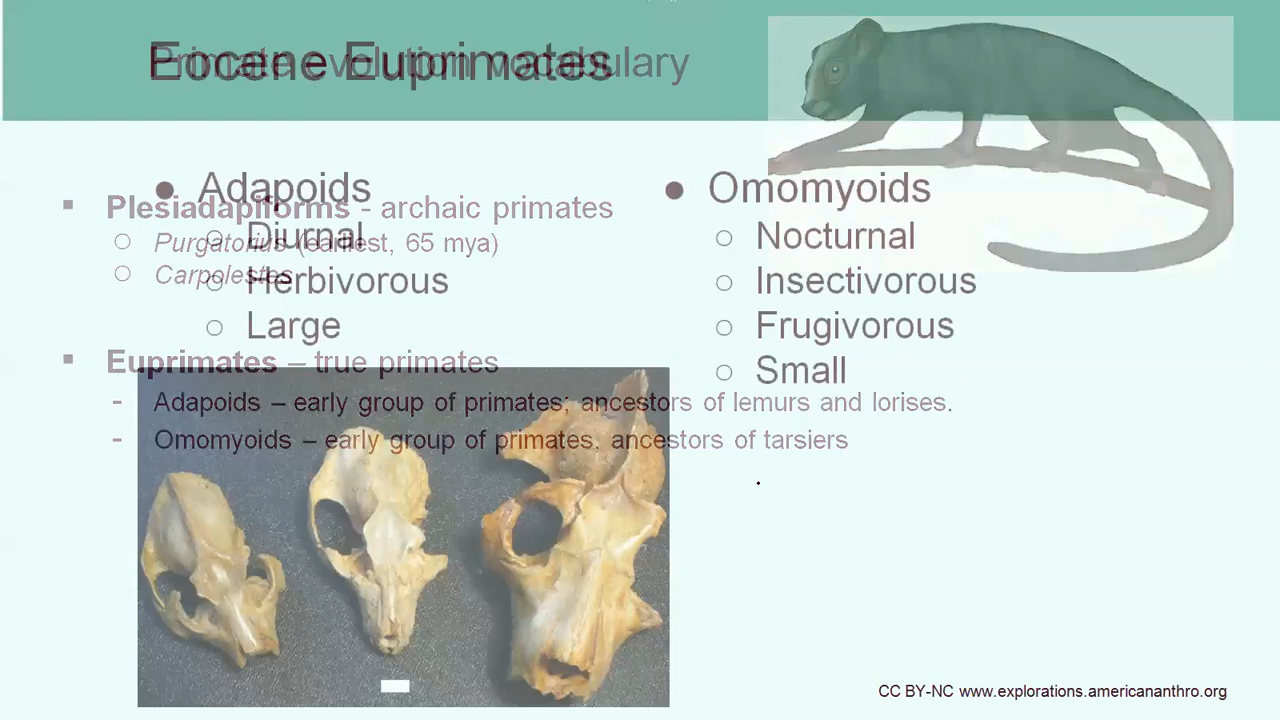 Eocene Euprimates
Primate evolution vocabulary
● Adapoids
○ Diurnal
○ Herbivorous
○ Large
● Omomyoids
○ Nocturnal
○ Insectivorous
○ Frugivorous
○ Small
▪ Plesiadapiforms - archaic primates
○ Purgatorius (earliest, 65 mya)
○ Carpolestes
▪ Euprimates – true primates
- Adapoids – early group of primates; ancestors of lemurs and lorises.
- Omomyoids – early group of primates, ancestors of tarsiers
.
CC BY-NC www.explorations.americananthro.org